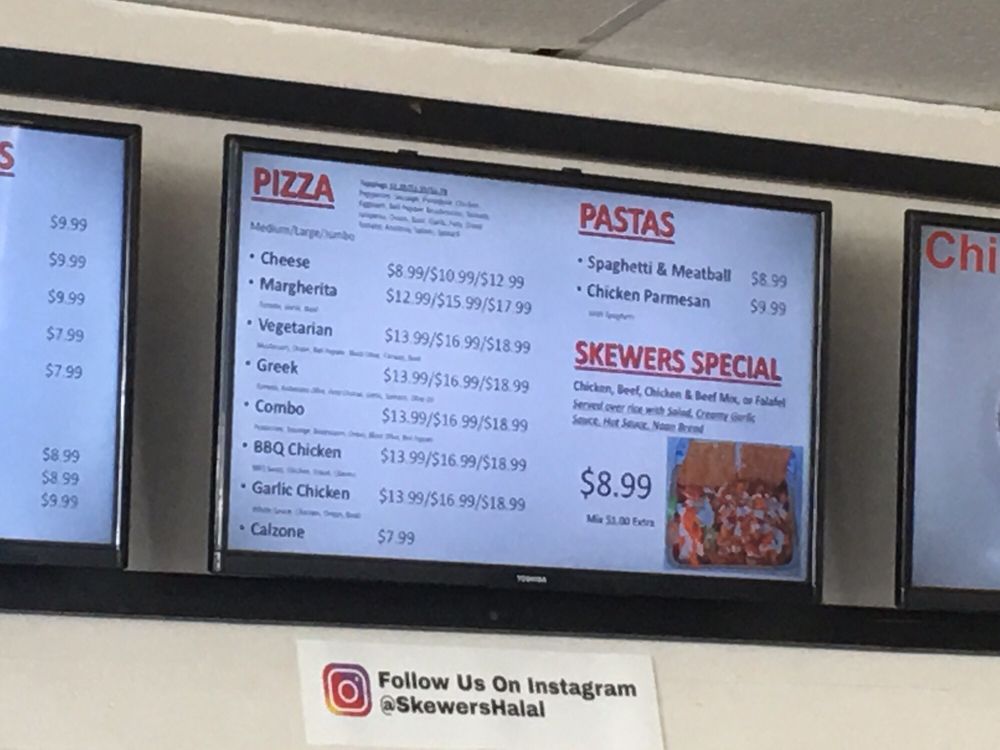 S
$9.99
$9.99
$9.99
$7.99
$7.99
$8.99
$8.99
$9.99
PIZZA
Medium/Large/Jumbo
• Cheese $8.99/$10.99/$12.99
• Margherita $12.99/$15.99/$17.99
• Vegetarian $13.99/$16.99/$18.99
• Greek $13.99/$16.99/$18.99
• Combo $13.99/$16.99/$18.99
• BBQ Chicken $13.99/$16.99/$18.99
• Garlic Chicken $13.99/$16.99/$18.99
• Calzone $7.99
PASTAS
• Spaghetti & Meatball $8.99
• Chicken Parmesan $9.99
With Spaghetti
SKEWERS SPECIAL
Chicken, Beef, Chicken & Beef Mix, or Falafel
Served over rice with Salad, Creamy Garlic
Sauce, Hot Sauce, Naan Bread
$8.99
Mix $1.00 Extra
TOSHIBA
Chi
Follow Us On Instagram
@SkewersHalal